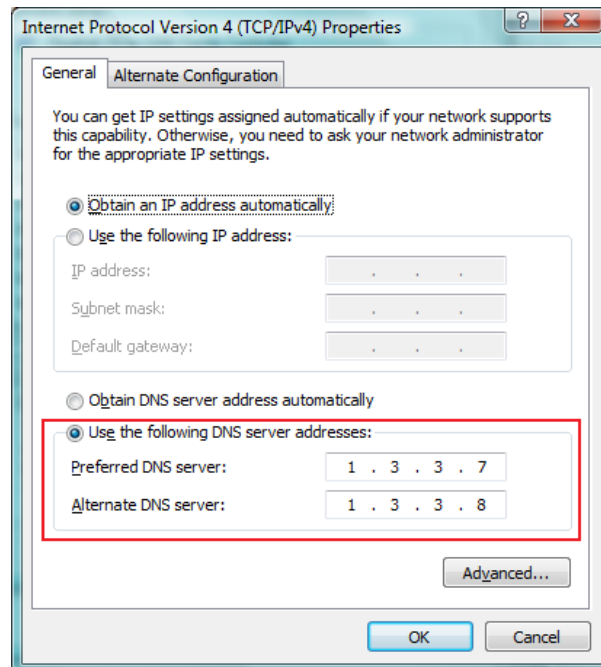 Internet Protocol Version 4 (TCP/IPv4) Properties
General
Alternate Configuration
You can get IP settings assigned automatically if your network supports
this capability. Otherwise, you need to ask your network administrator
for the appropriate IP settings.
Obtain an IP address automatically
Use the following IP address:
IP address: . . .
Subnet mask: . . .
Default gateway: . . .
Obtain DNS server address automatically
Use the following DNS server addresses:
Preferred DNS server: 1 . 3 . 3 . 7
Alternate DNS server: 1 . 3 . 3 . 8
Advanced...
OK
Cancel